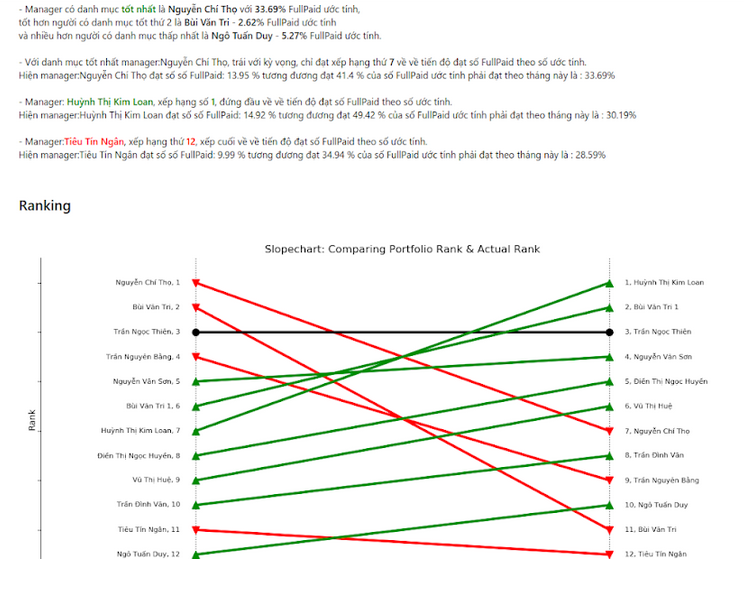 - Manager có danh mục tốt nhất là Nguyễn Chí Thọ với 33.69% FullPaid ước tính,
tốt hơn người có danh mục tốt thứ 2 là Bùi Văn Tri - 2.62% FullPaid ước tính
và nhiều hơn người có danh mục thấp nhất là Ngô Tuấn Duy - 5.27% FullPaid ước tính.
- Với danh mục tốt nhất manager:Nguyễn Chí Thọ, trái với kỳ vọng, chỉ đạt xếp hạng thứ 7 về về tiến độ đạt số FullPaid theo số ước tính.
Hiện manager:Nguyễn Chí Thọ đạt số số FullPaid: 13.95 % tương đương đạt 41.4 % của số FullPaid ước tính phải đạt theo tháng này là : 33.69%
- Manager: Huỳnh Thị Kim Loan, xếp hạng số 1, đứng đầu về về tiến độ đạt số FullPaid theo số ước tính.
Hiện manager:Huỳnh Thị Kim Loan đạt số số FullPaid: 14.92 % tương đương đạt 49.42 % của số FullPaid ước tính phải đạt theo tháng này là : 30.19%
- Manager:Tiêu Tín Ngân, xếp hạng thứ 12, xếp cuối về về tiến độ đạt số FullPaid theo số ước tính.
Hiện manager:Tiêu Tín Ngân đạt số số FullPaid: 9.99 % tương đương đạt 34.94 % của số FullPaid ước tính phải đạt theo tháng này là : 28.59%
Ranking
Slopechart: Comparing Portfolio Rank & Actual Rank
Rank
Nguyễn Chí Thọ, 1
Bùi Văn Tri, 2
Trần Ngọc Thiên, 3
Trần Nguyên Bằng, 4
Nguyễn Văn Sơn, 5
Bùi Văn Tri 1, 6
Huỳnh Thị Kim Loan, 7
Điền Thị Ngọc Huyền, 8
Vũ Thị Huệ, 9
Trần Đình Văn, 10
Tiêu Tín Ngân, 11
Ngô Tuấn Duy, 12
1, Huỳnh Thị Kim Loan
2, Bùi Văn Tri 1
3, Trần Ngọc Thiên
4, Nguyễn Văn Sơn
5, Điền Thị Ngọc Huyền
6, Vũ Thị Huệ
7, Nguyễn Chí Thọ
8, Trần Đình Văn
9, Trần Nguyên Bằng
10, Ngô Tuấn Duy
11, Bùi Văn Tri
12, Tiêu Tín Ngân